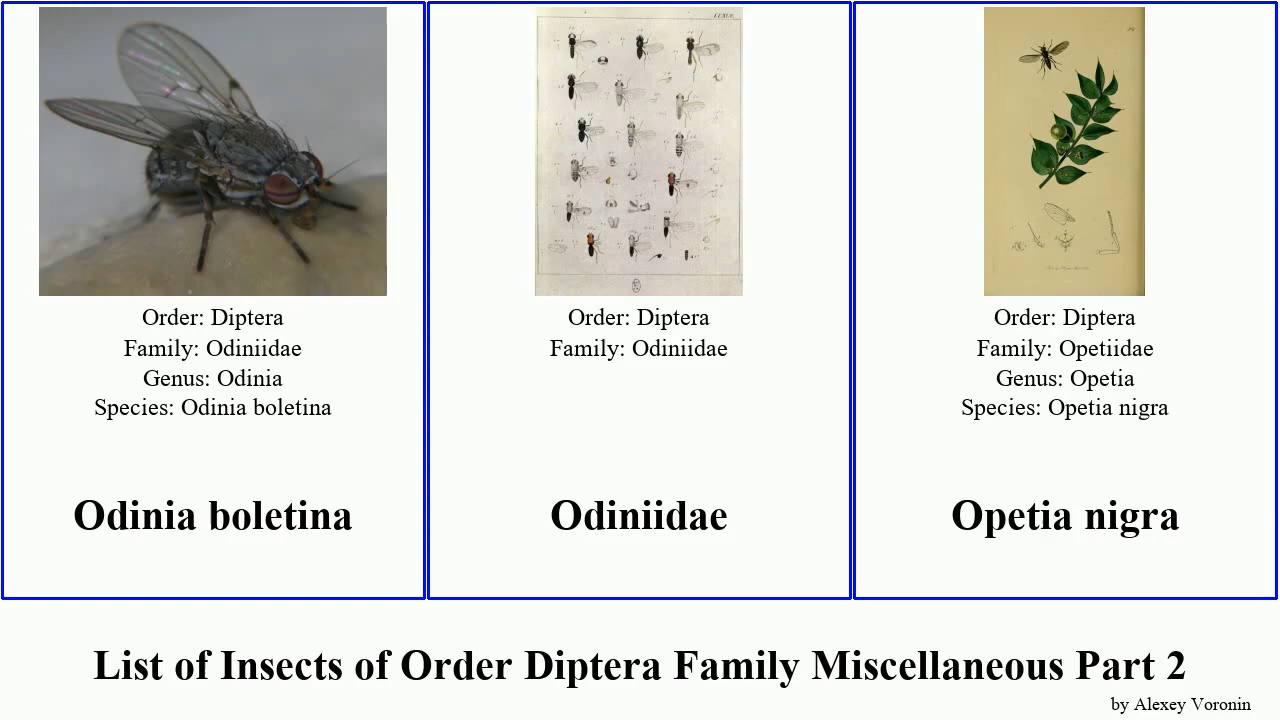 Order: Diptera
Family: Odiniidae
Genus: Odinia
Species: Odinia boletina
Odinia boletina
Order: Diptera
Family: Odiniidae
Odiniidae
Order: Diptera
Family: Opetiidae
Genus: Opetia
Species: Opetia nigra
Opetia nigra
List of Insects of Order Diptera Family Miscellaneous Part 2
by Alexey Voronin